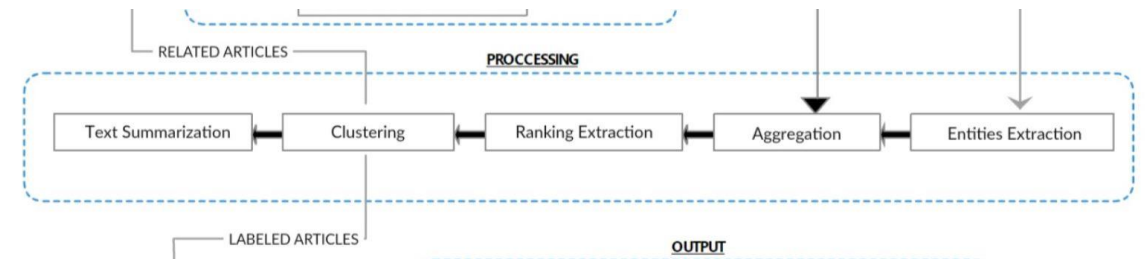 RELATED ARTICLES
PROCCESSING
Text Summarization
Clustering
Ranking Extraction
Aggregation
Entities Extraction
LABELED ARTICLES
OUTPUT